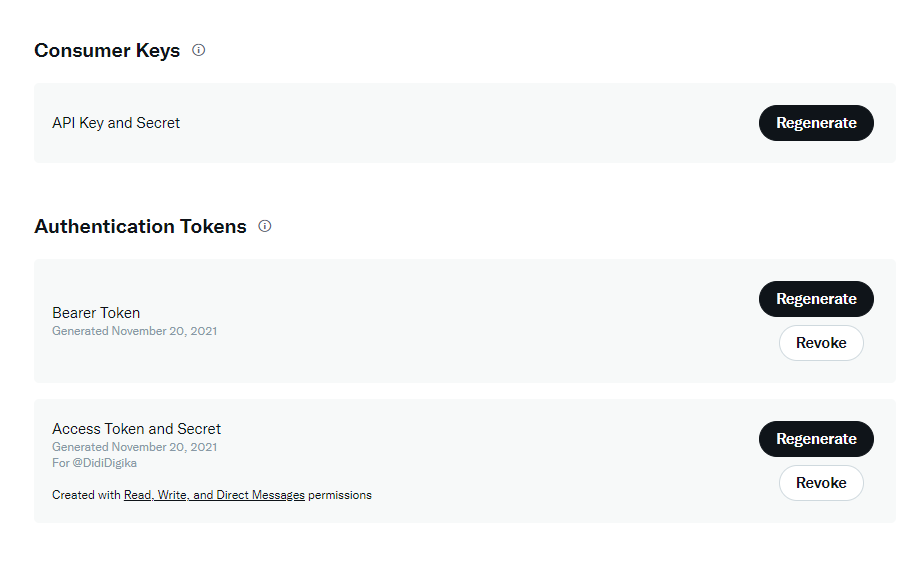 Consumer Keys
API Key and Secret
Regenerate
Authentication Tokens
Bearer Token
Generated November 20, 2021
Regenerate
Revoke
Access Token and Secret
Generated November 20, 2021
For @DidiDigika
Created with Read, Write, and Direct Messages permissions
Regenerate
Revoke